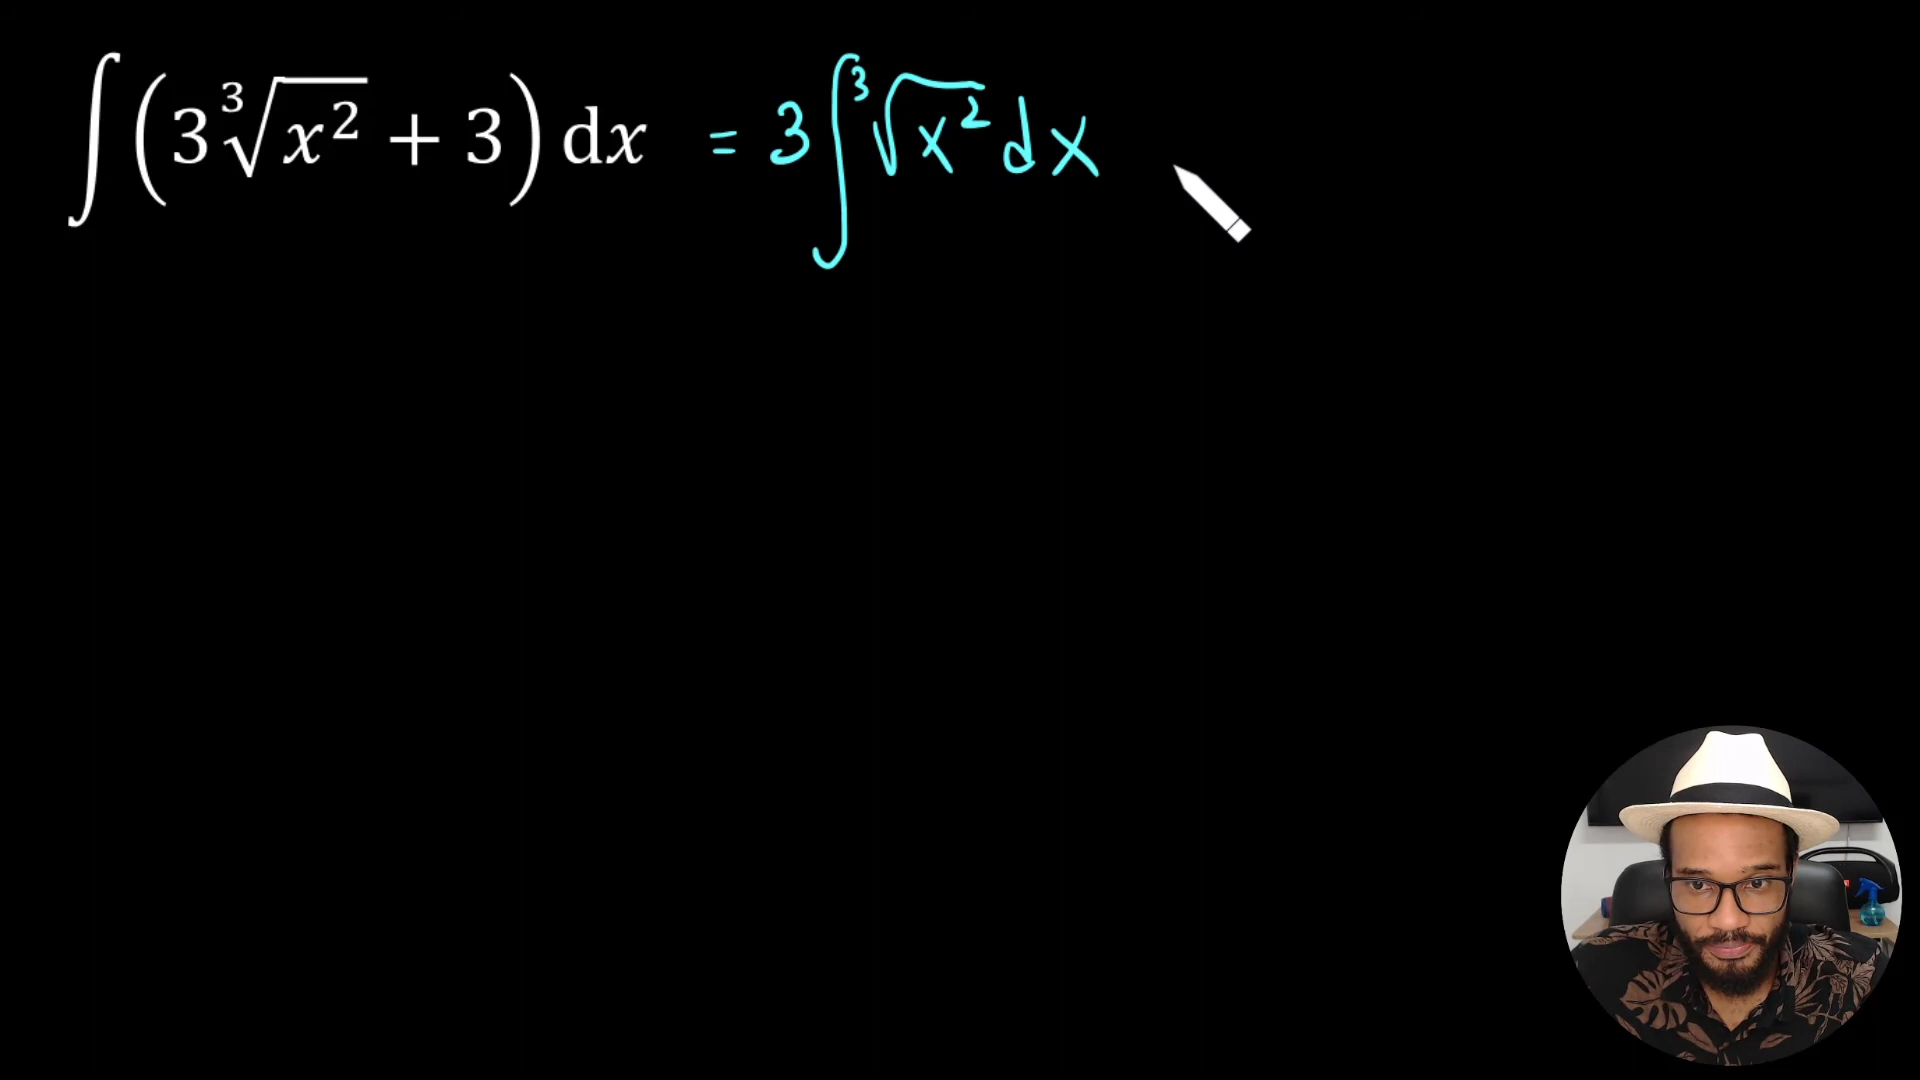 ∫(3∛x² + 3) dx = 3∫∛x² dx